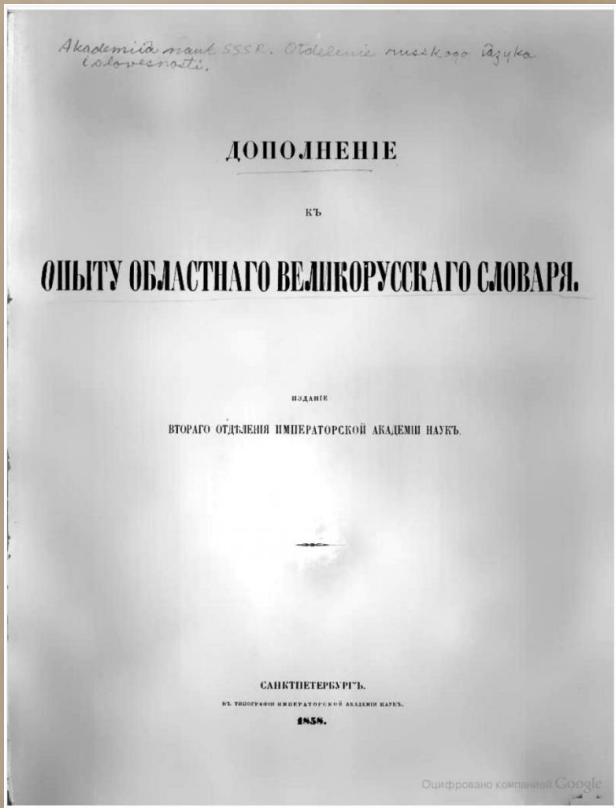 Akademiia nauk SSSR. Otdelenie russkogo iazyka
i slovesnosti.
ДОПОЛНЕНІЕ
КЪ
ОПЫТУ ОБЛАСТНАГО ВЕЛИКОРУССКАГО СЛОВАРЯ.
ИЗДАНІЕ
ВТОРАГО ОТДѢЛЕНІЯ ИМПЕРАТОРСКОЙ АКАДЕМІИ НАУКЪ.
САНКТПЕТЕРБУРГЪ.
ВЪ ТИПОГРАФІИ ИМПЕРАТОРСКОЙ АКАДЕМІИ НАУКЪ.
1858.
Оцифровано компанией Google